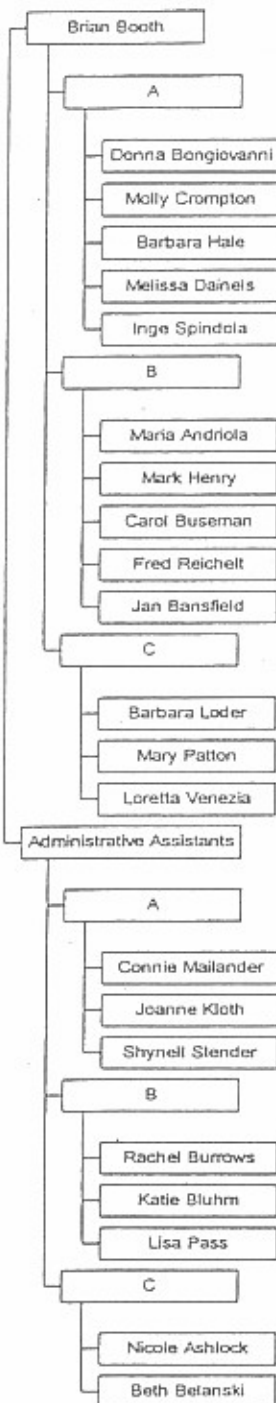 Brian Booth
A
Donna Bongiovanni
Molly Crompton
Barbara Hale
Melissa Dainels
Inge Spindola
B
Maria Andriola
Mark Henry
Carol Buseman
Fred Reichelt
Jan Bansfield
C
Barbara Loder
Mary Patton
Loretta Venezia
Administrative Assistants
A
Connie Mailander
Joanne Kloth
Shynell Stender
B
Rachel Burrows
Katie Bluhm
Lisa Pass
C
Nicole Ashlock
Beth Belanski